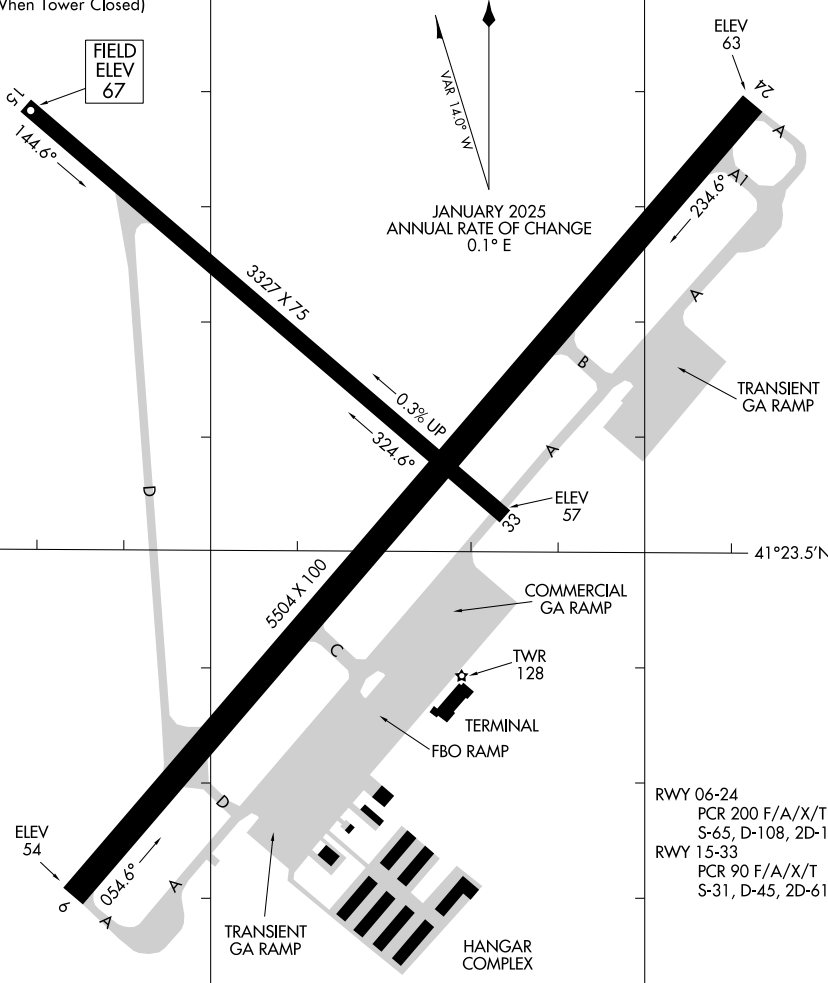 When Tower Closed)
FIELD
ELEV
67
15
144.6°
VAR 14.0° W
JANUARY 2025
ANNUAL RATE OF CHANGE
0.1° E
ELEV
63
24
A
A1
234.6°
A
3327 X 75
B
TRANSIENT
GA RAMP
0.3% UP
324.6°
A
D
ELEV
57
33
41°23.5'N
5504 X 100
COMMERCIAL
GA RAMP
C
TWR
128
TERMINAL
FBO RAMP
D
ELEV
54
054.6°
6
A
A
TRANSIENT
GA RAMP
HANGAR
COMPLEX
RWY 06-24
PCR 200 F/A/X/T
S-65, D-108, 2D-1
RWY 15-33
PCR 90 F/A/X/T
S-31, D-45, 2D-61